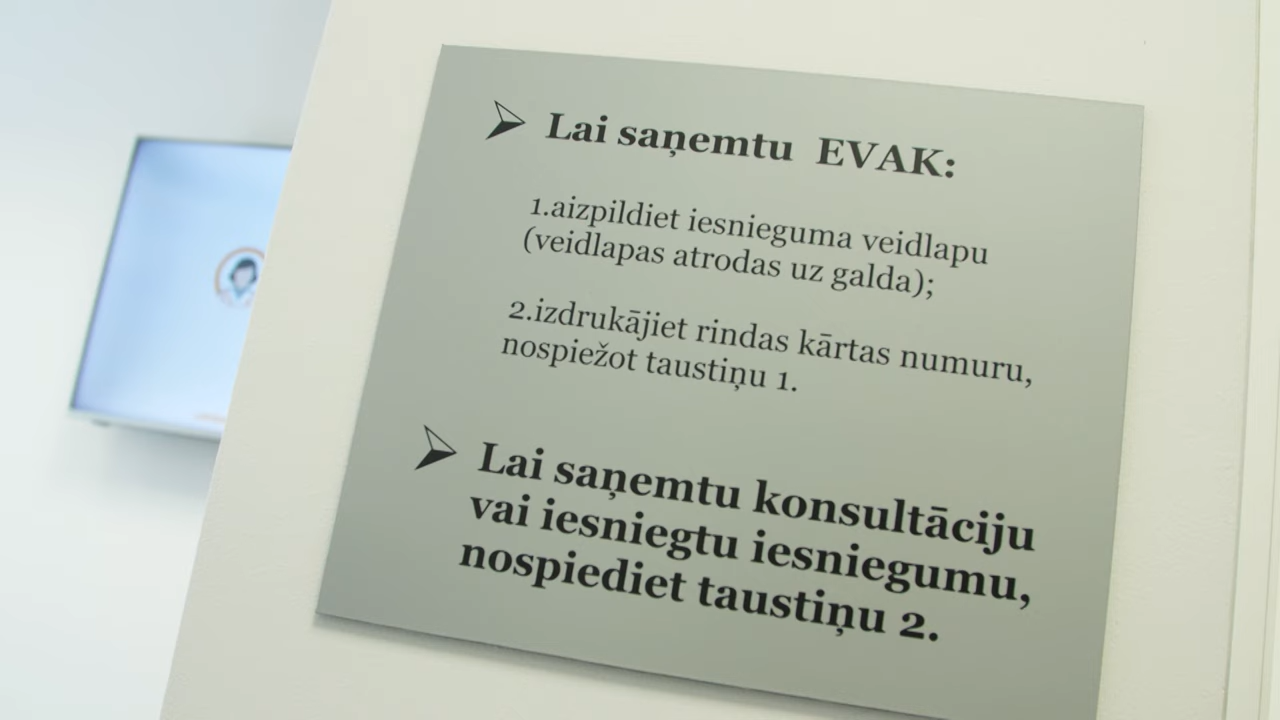 Lai saņemtu EVAK:
1.aizpildiet iesnieguma veidlapu
(veidlapas atrodas uz galda);
2.izdrukājiet rindas kārtas numuru,
nospiežot taustiņu 1.
Lai saņemtu konsultāciju
vai iesniegtu iesniegumu,
nospiediet taustiņu 2.